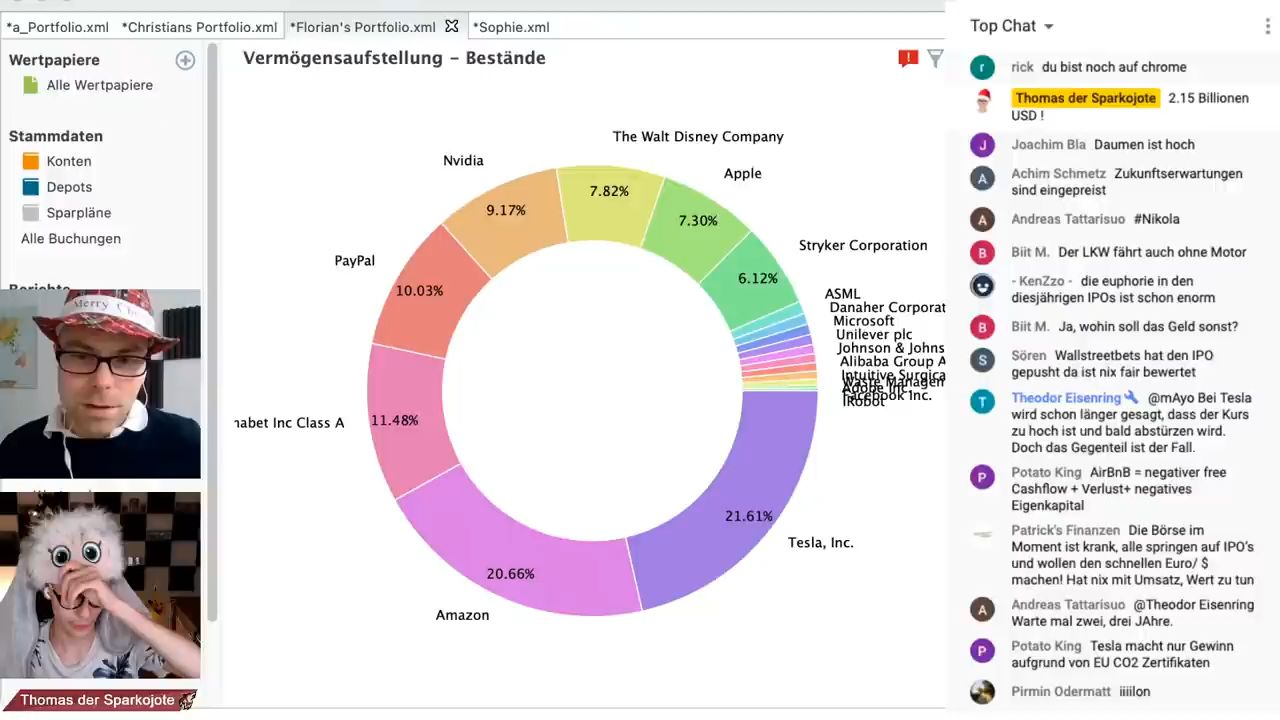 *a_Portfolio.xml
*Christians Portfolio.xml
*Florian's Portfolio.xml
*Sophie.xml
Wertpapiere
Alle Wertpapiere
Stammdaten
Konten
Depots
Sparpläne
Alle Buchungen
Berichte
Merry
Thomas der Sparkojote
Vermögensaufstellung – Bestände
The Walt Disney Company
Nvidia
Apple
7.82%
9.17%
7.30%
Stryker Corporation
PayPal
6.12%
10.03%
ASML
Danaher Corporat
Microsoft
Unilever plc
Johnson & Johns
Alibaba Group A
Intuitive Surgica
Waste Managen
Adobe Inc.
Facebook Inc.
iRobot
habet Inc Class A
11.48%
21.61%
Tesla, Inc.
20.66%
Amazon
Top Chat
r
rick du bist noch auf chrome
Thomas der Sparkojote 2.15 Billionen
USD !
J
Joachim Bla Daumen ist hoch
A
Achim Schmetz Zukunftserwartungen
sind eingepreist
A
Andreas Tattarisuo #Nikola
B
Biit M. Der LKW fährt auch ohne Motor
- KenZzo - die euphorie in den
diesjährigen IPOs ist schon enorm
B
Biit M. Ja, wohin soll das Geld sonst?
S
Sören Wallstreetbets hat den IPO
gepusht da ist nix fair bewertet
T
Theodor Eisenring @mAyo Bei Tesla
wird schon länger gesagt, dass der Kurs
zu hoch ist und bald abstürzen wird.
Doch das Gegenteil ist der Fall.
P
Potato King AirBnB = negativer free
Cashflow + Verlust+ negatives
Eigenkapital
Patrick's Finanzen Die Börse im
Moment ist krank, alle springen auf IPO's
und wollen den schnellen Euro/ $
machen! Hat nix mit Umsatz, Wert zu tun
A
Andreas Tattarisuo @Theodor Eisenring
Warte mal zwei, drei JAhre.
P
Potato King Tesla macht nur Gewinn
aufgrund von EU CO2 Zertifikaten
Pirmin Odermatt iiiilon